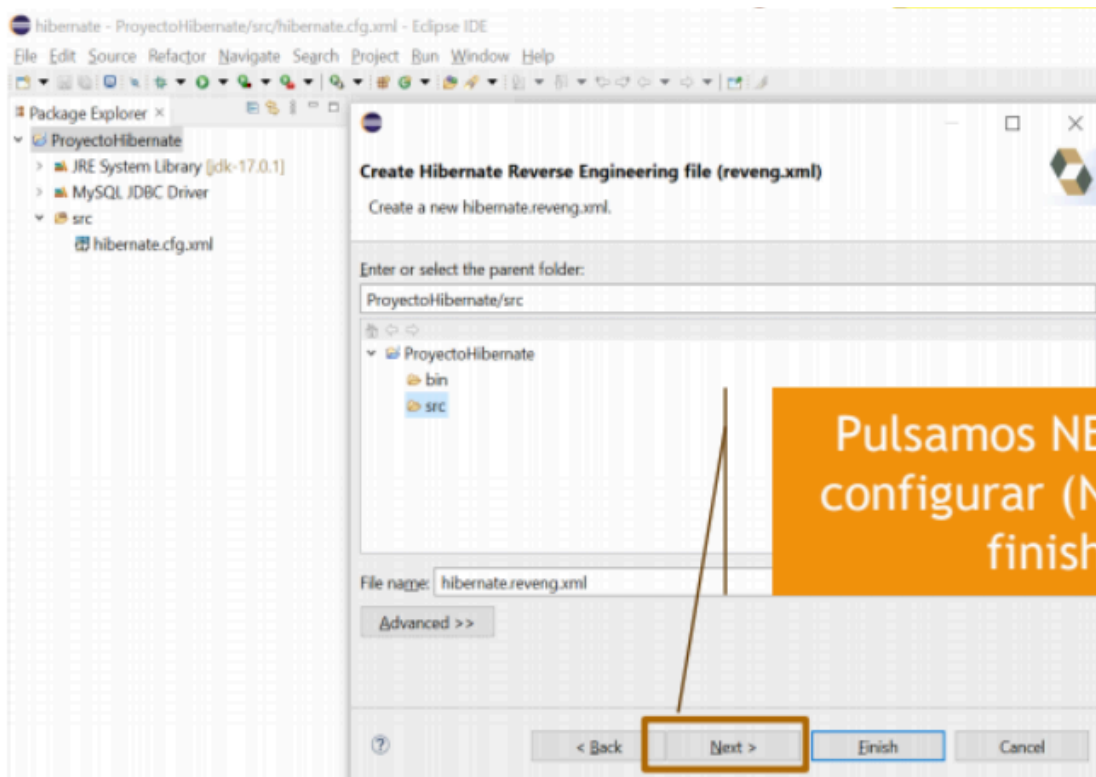 hibernate - ProyectoHibernate/src/hibernate.cfg.xml - Eclipse IDE
File Edit Source Refactor Navigate Search Project Run Window Help
Package Explorer
ProyectoHibernate
JRE System Library [jdk-17.0.1]
MySQL JDBC Driver
src
hibernate.cfg.xml
Create Hibernate Reverse Engineering file (reveng.xml)
Create a new hibernate.reveng.xml.
Enter or select the parent folder:
ProyectoHibernate/src
ProyectoHibernate
bin
src
Pulsamos NE
configurar (N
finish
File name: hibernate.reveng.xml
Advanced >>
< Back Next > Finish Cancel